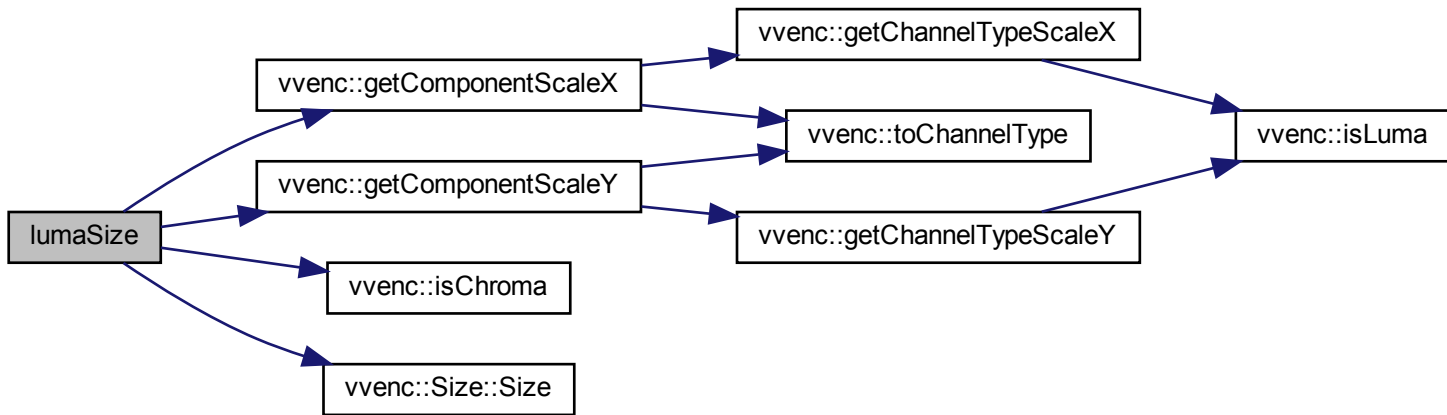 lumaSize
vvenc::getComponentScaleX
vvenc::getComponentScaleY
vvenc::isChroma
vvenc::Size::Size
vvenc::getChannelTypeScaleX
vvenc::toChannelType
vvenc::getChannelTypeScaleY
vvenc::isLuma